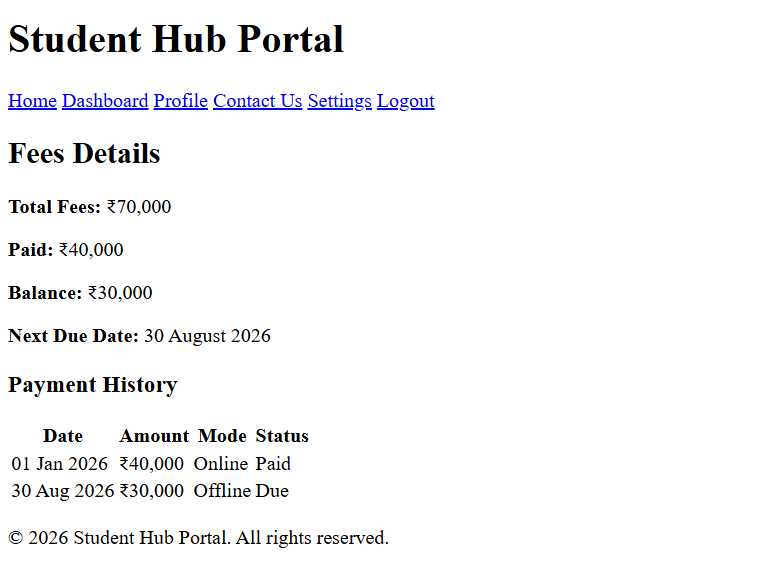 Student Hub Portal
Home Dashboard Profile Contact Us Settings Logout
Fees Details
Total Fees: ₹70,000
Paid: ₹40,000
Balance: ₹30,000
Next Due Date: 30 August 2026
Payment History
Date Amount Mode Status
01 Jan 2026 ₹40,000 Online Paid
30 Aug 2026 ₹30,000 Offline Due
© 2026 Student Hub Portal. All rights reserved.